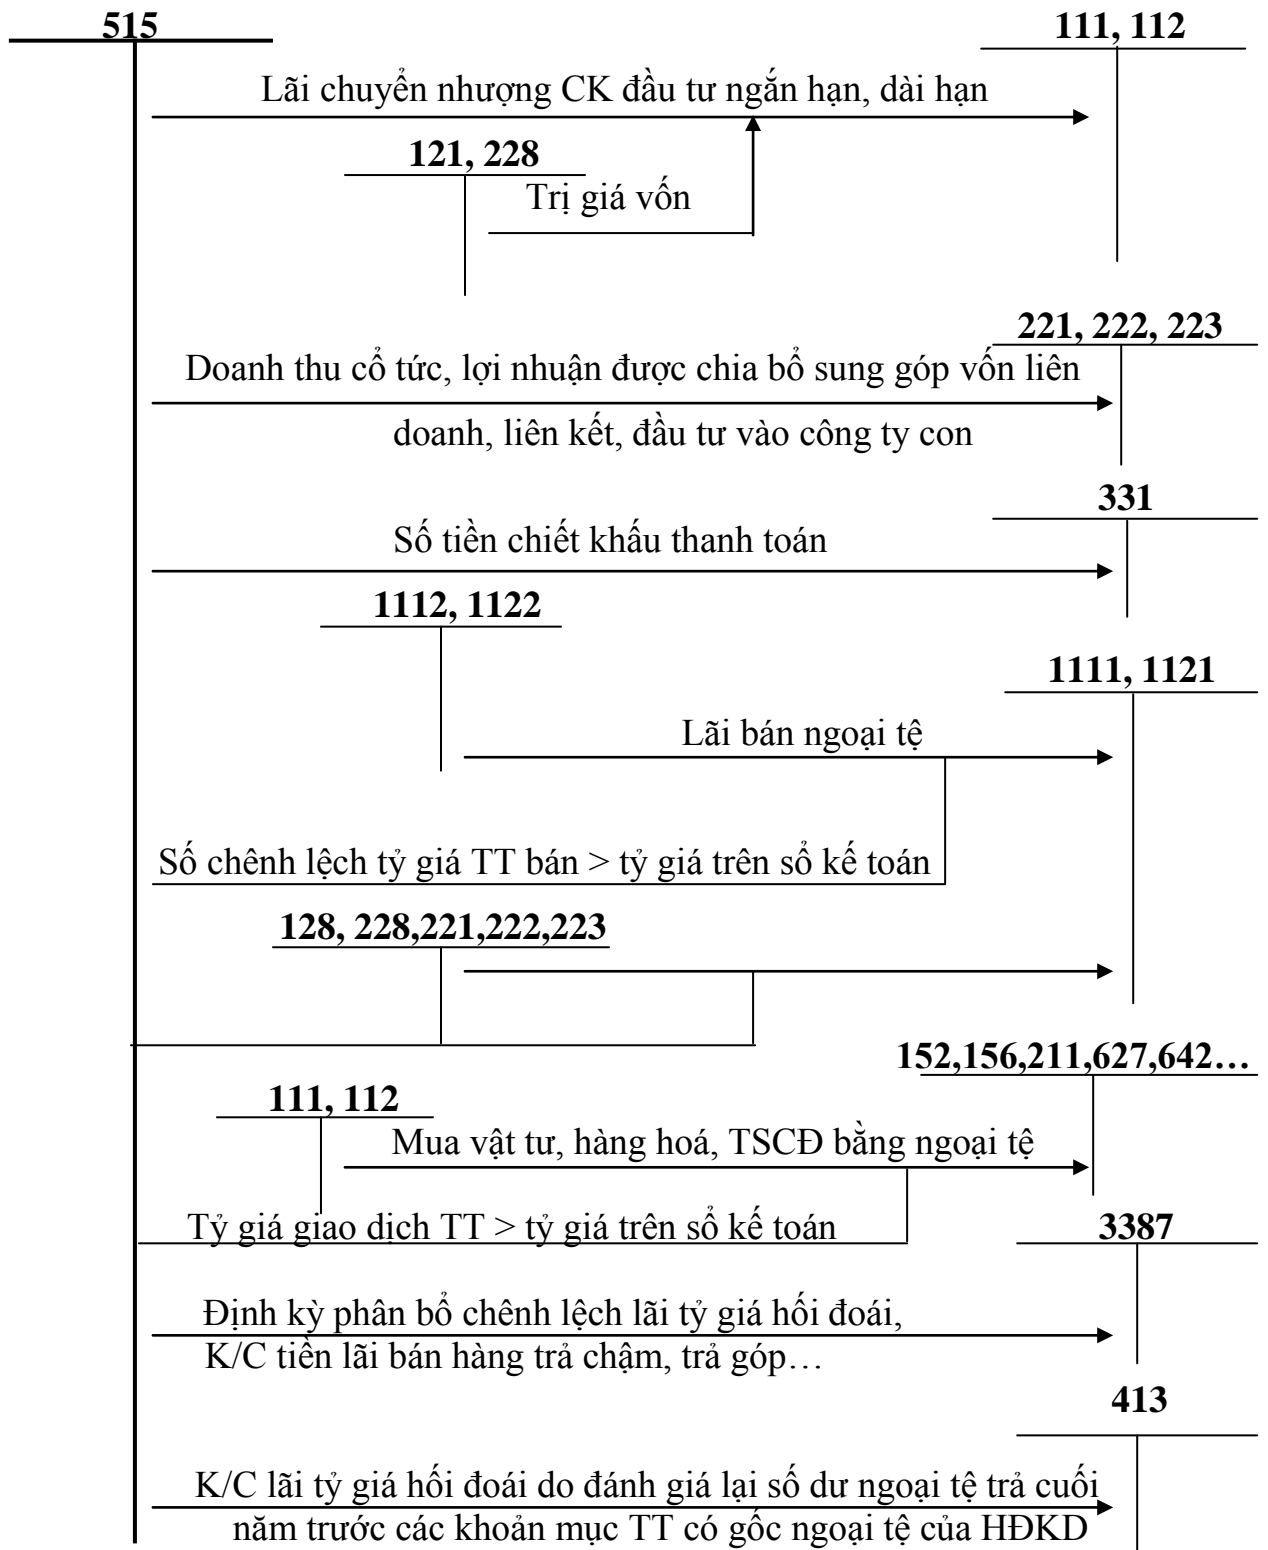 515
111, 112
Lãi chuyển nhượng CK đầu tư ngắn hạn, dài hạn
121, 228
Trị giá vốn
221, 222, 223
Doanh thu cổ tức, lợi nhuận được chia bổ sung góp vốn liên
doanh, liên kết, đầu tư vào công ty con
331
Số tiền chiết khấu thanh toán
1112, 1122
1111, 1121
Lãi bán ngoại tệ
Số chênh lệch tỷ giá TT bán > tỷ giá trên sổ kế toán
128, 228,221,222,223
152,156,211,627,642…
111, 112
Mua vật tư, hàng hoá, TSCĐ bằng ngoại tệ
Tỷ giá giao dịch TT > tỷ giá trên sổ kế toán
3387
Định kỳ phân bổ chênh lệch lãi tỷ giá hối đoái,
K/C tiền lãi bán hàng trả chậm, trả góp…
413
K/C lãi tỷ giá hối đoái do đánh giá lại số dư ngoại tệ trả cuối
năm trước các khoản mục TT có gốc ngoại tệ của HĐKD